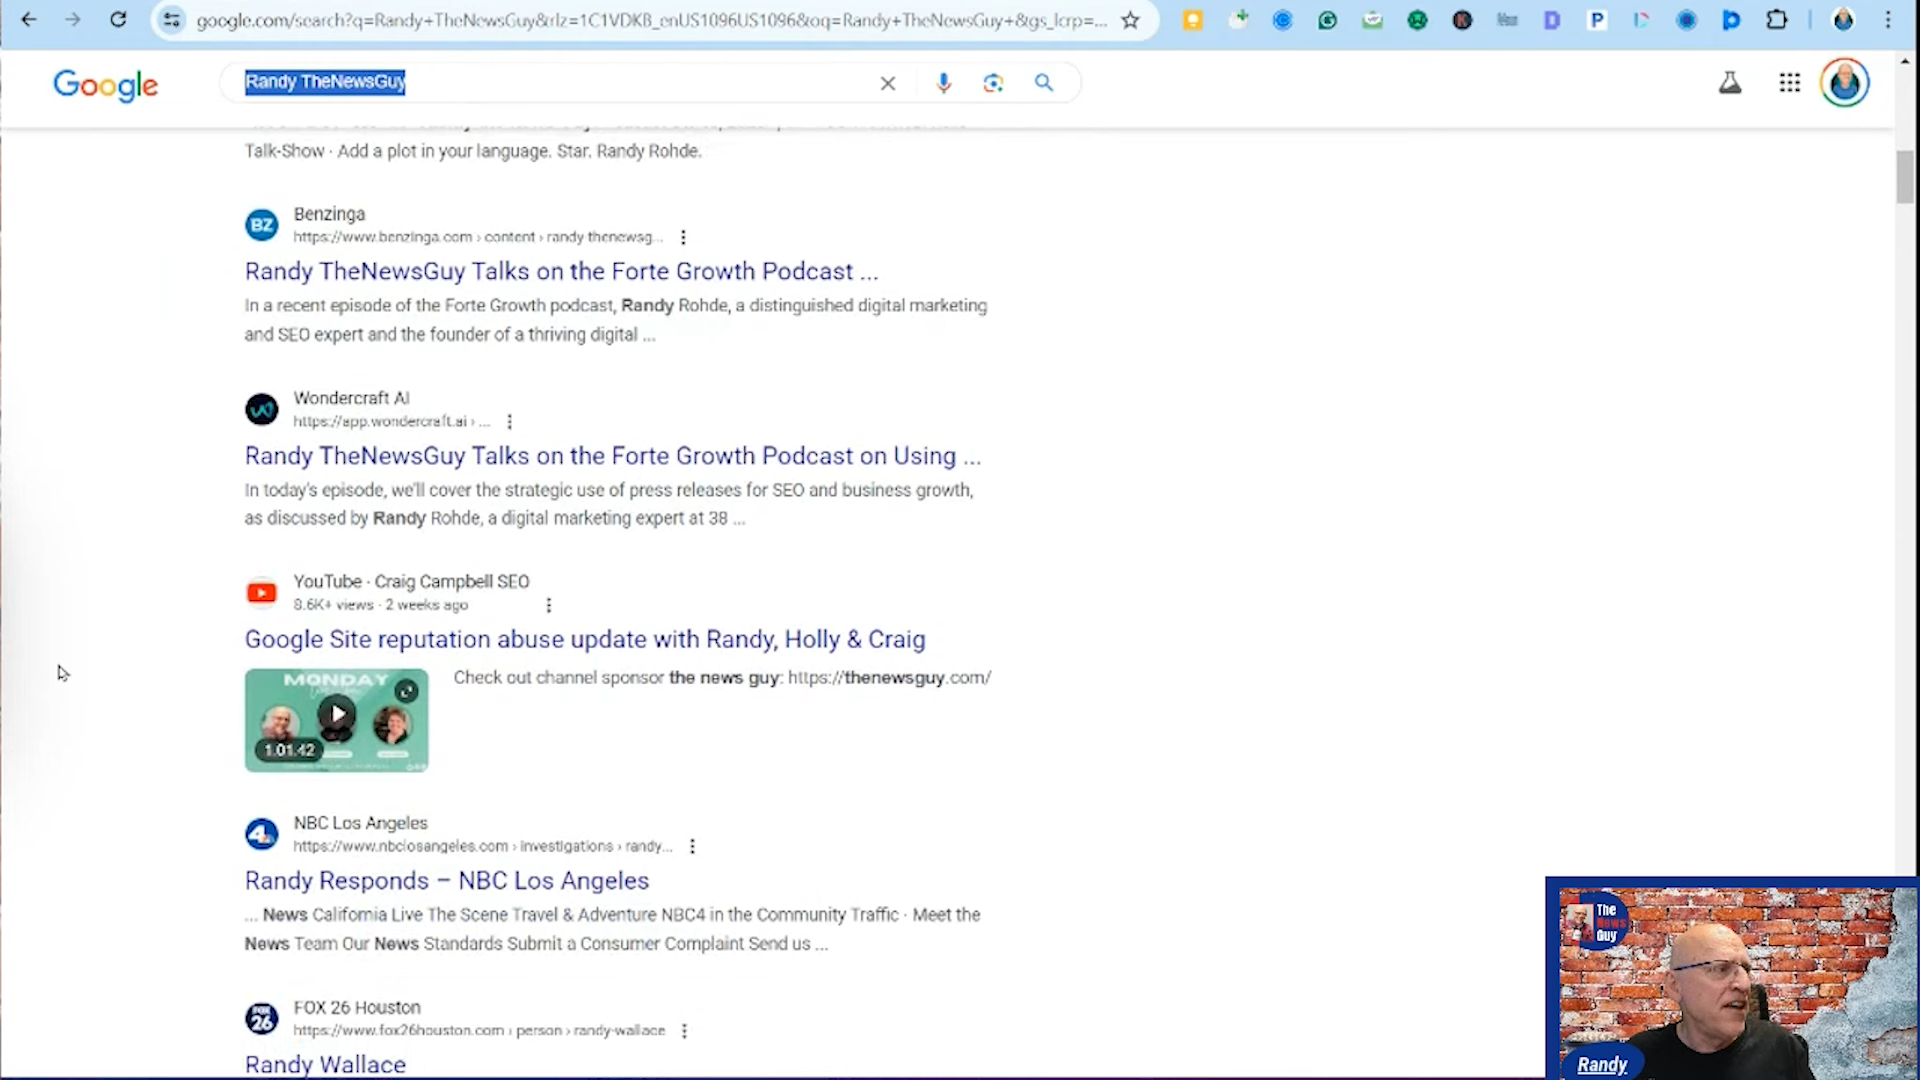 google.com/search?q=Randy+TheNewsGuy&rlz=1C1VDKB_enUS1096US1096&oq=Randy+TheNewsGuy+&gs_lcrp=...
Google
Randy TheNewsGuy
Talk-Show · Add a plot in your language. Star. Randy Rohde.
BZ
Benzinga
https://www.benzinga.com › content › randy-thenewsg...
Randy TheNewsGuy Talks on the Forte Growth Podcast ...
In a recent episode of the Forte Growth podcast, Randy Rohde, a distinguished digital marketing
and SEO expert and the founder of a thriving digital ...
Wondercraft AI
https://app.wondercraft.ai › ...
Randy TheNewsGuy Talks on the Forte Growth Podcast on Using ...
In today's episode, we'll cover the strategic use of press releases for SEO and business growth,
as discussed by Randy Rohde, a digital marketing expert at 38 ...
YouTube · Craig Campbell SEO
8.6K+ views · 2 weeks ago
Google Site reputation abuse update with Randy, Holly & Craig
MONDAY
1:01:42
Check out channel sponsor the news guy: https://thenewsguy.com/
4
NBC Los Angeles
https://www.nbclosangeles.com › investigations › randy...
Randy Responds – NBC Los Angeles
... News California Live The Scene Travel & Adventure NBC4 in the Community Traffic · Meet the
News Team Our News Standards Submit a Consumer Complaint Send us ...
FOX 26
FOX 26 Houston
https://www.fox26houston.com › person › randy-wallace
Randy Wallace
The
News
Guy
Randy